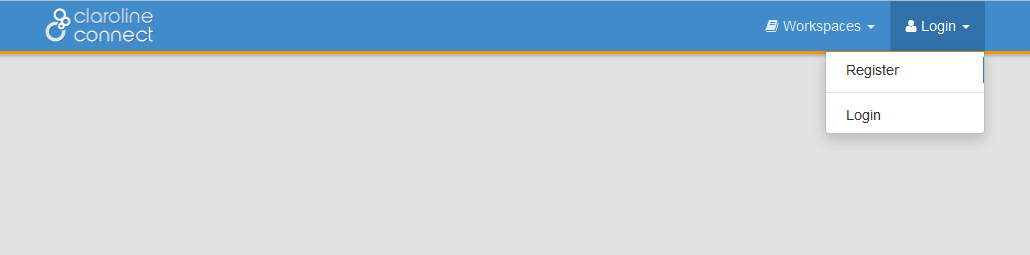 claroline
connect
Workspaces
Login
Register
Login